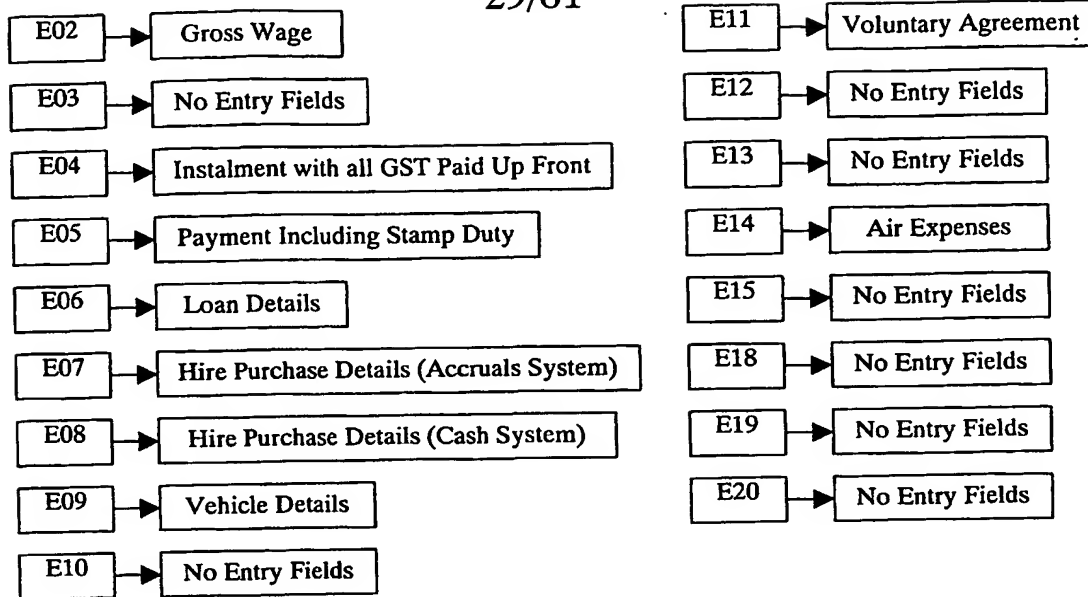 29/81
E02 Gross Wage
E03 No Entry Fields
E04 Instalment with all GST Paid Up Front
E05 Payment Including Stamp Duty
E06 Loan Details
E07 Hire Purchase Details (Accruals System)
E08 Hire Purchase Details (Cash System)
E09 Vehicle Details
E10 No Entry Fields
E11 Voluntary Agreement
E12 No Entry Fields
E13 No Entry Fields
E14 Air Expenses
E15 No Entry Fields
E18 No Entry Fields
E19 No Entry Fields
E20 No Entry Fields